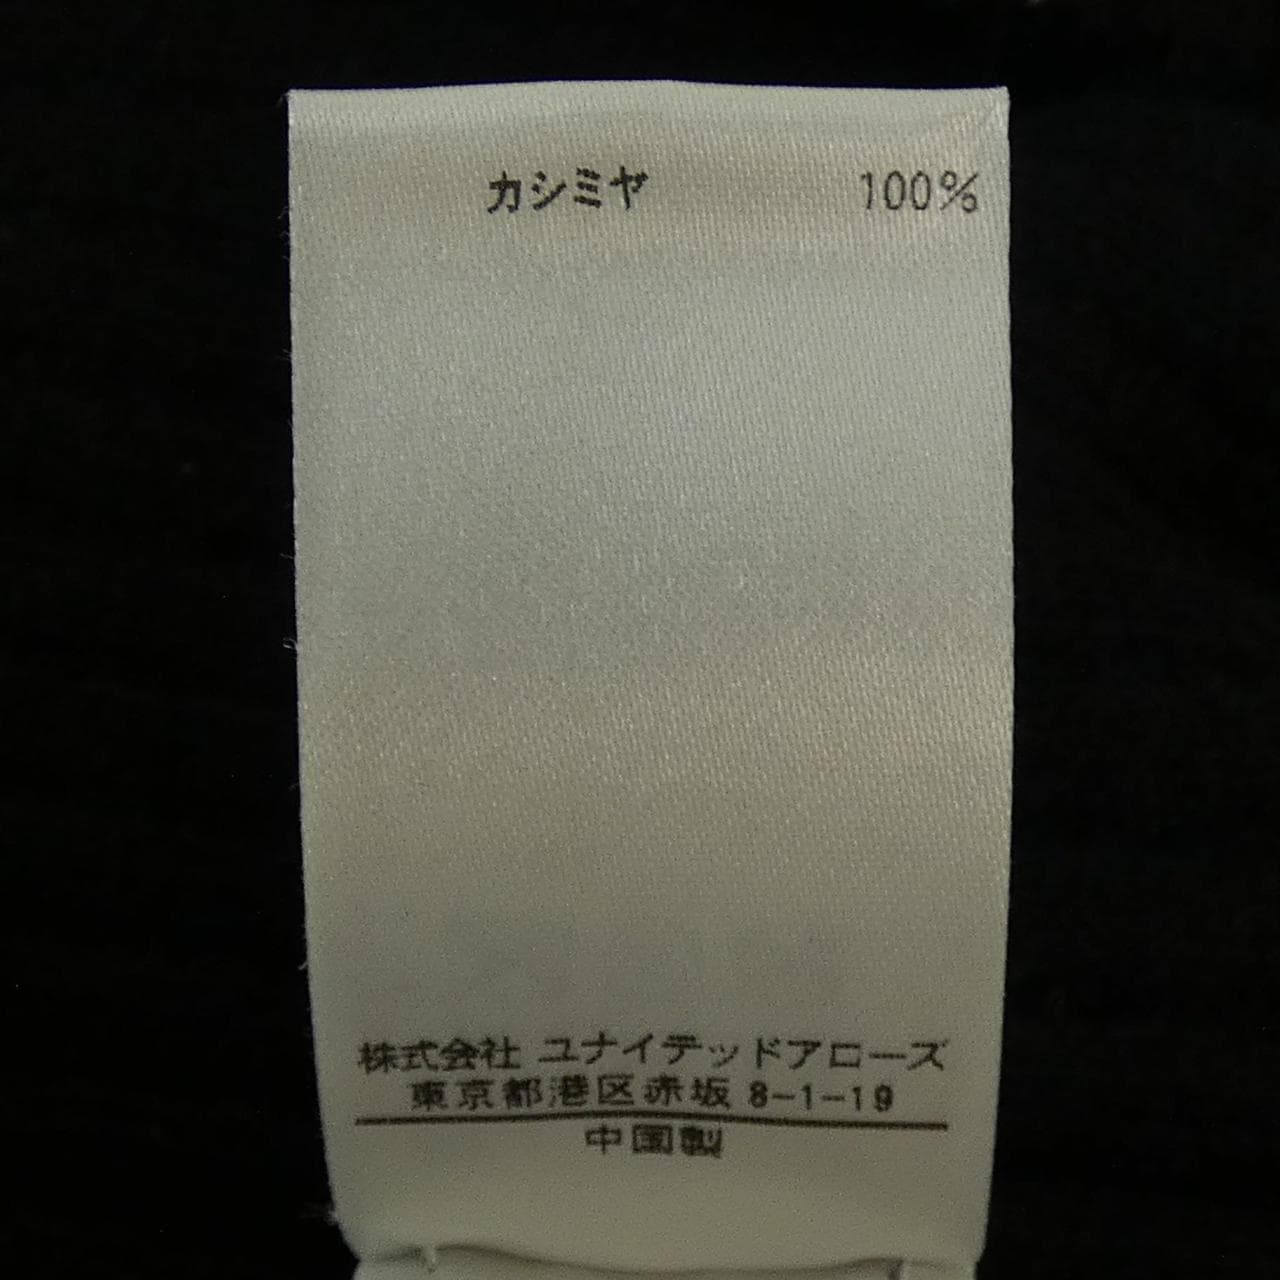 カシミヤ 100%
株式会社 ユナイテッドアローズ
東京都港区赤坂 8-1-19
中国製